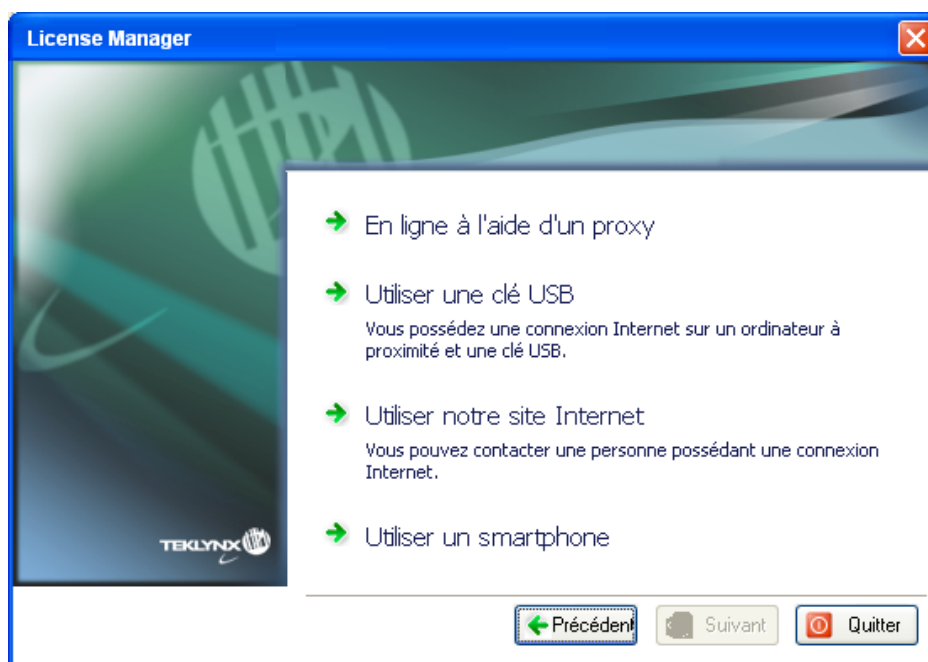 License Manager
En ligne à l'aide d'un proxy
Utiliser une clé USB
Vous possédez une connexion Internet sur un ordinateur à
proximité et une clé USB.
Utiliser notre site Internet
Vous pouvez contacter une personne possédant une connexion
Internet.
Utiliser un smartphone
TEKLYNX
Précédent
Suivant
Quitter